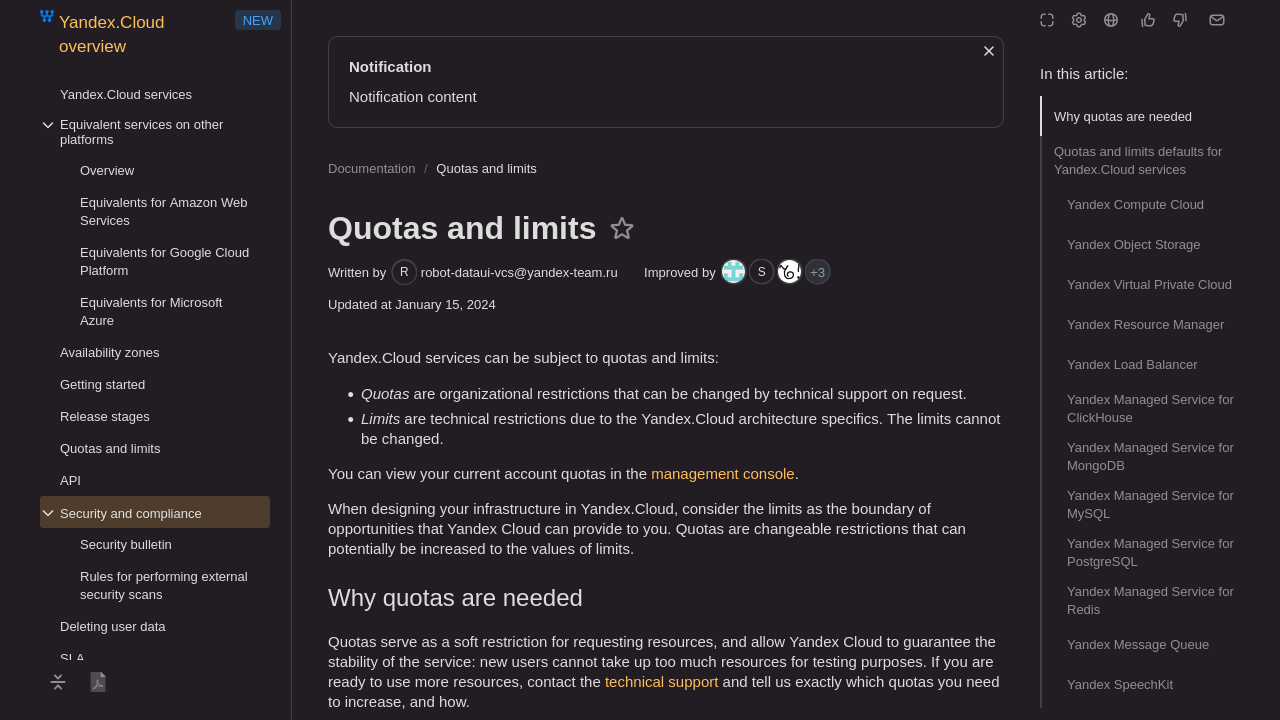 Yandex.Cloud
overview
NEW
Yandex.Cloud services
Equivalent services on other
platforms
Overview
Equivalents for Amazon Web
Services
Equivalents for Google Cloud
Platform
Equivalents for Microsoft
Azure
Availability zones
Getting started
Release stages
Quotas and limits
API
Security and compliance
Security bulletin
Rules for performing external
security scans
Deleting user data
SLA
Notification
Notification content
Documentation / Quotas and limits
Quotas and limits
Written by R robot-dataui-vcs@yandex-team.ru Improved by S +3
Updated at January 15, 2024
Yandex.Cloud services can be subject to quotas and limits:
• Quotas are organizational restrictions that can be changed by technical support on request.
• Limits are technical restrictions due to the Yandex.Cloud architecture specifics. The limits cannot
be changed.
You can view your current account quotas in the management console.
When designing your infrastructure in Yandex.Cloud, consider the limits as the boundary of
opportunities that Yandex Cloud can provide to you. Quotas are changeable restrictions that can
potentially be increased to the values of limits.
Why quotas are needed
Quotas serve as a soft restriction for requesting resources, and allow Yandex Cloud to guarantee the
stability of the service: new users cannot take up too much resources for testing purposes. If you are
ready to use more resources, contact the technical support and tell us exactly which quotas you need
to increase, and how.
In this article:
Why quotas are needed
Quotas and limits defaults for
Yandex.Cloud services
Yandex Compute Cloud
Yandex Object Storage
Yandex Virtual Private Cloud
Yandex Resource Manager
Yandex Load Balancer
Yandex Managed Service for
ClickHouse
Yandex Managed Service for
MongoDB
Yandex Managed Service for
MySQL
Yandex Managed Service for
PostgreSQL
Yandex Managed Service for
Redis
Yandex Message Queue
Yandex SpeechKit